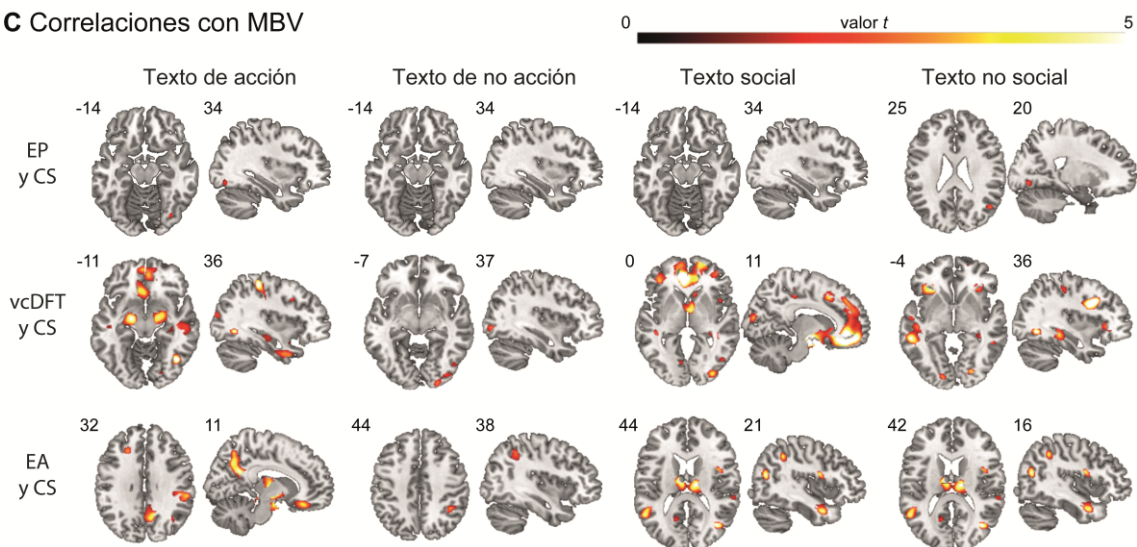 C Correlaciones con MBV
0 valor t 5
Texto de acción Texto de no acción Texto social Texto no social
-14 34 -14 34 -14 34 25 20
EP
y CS
-11 36 -7 37 0 11 -4 36
vcDFT
y CS
32 11 44 38 44 21 42 16
EA
y CS